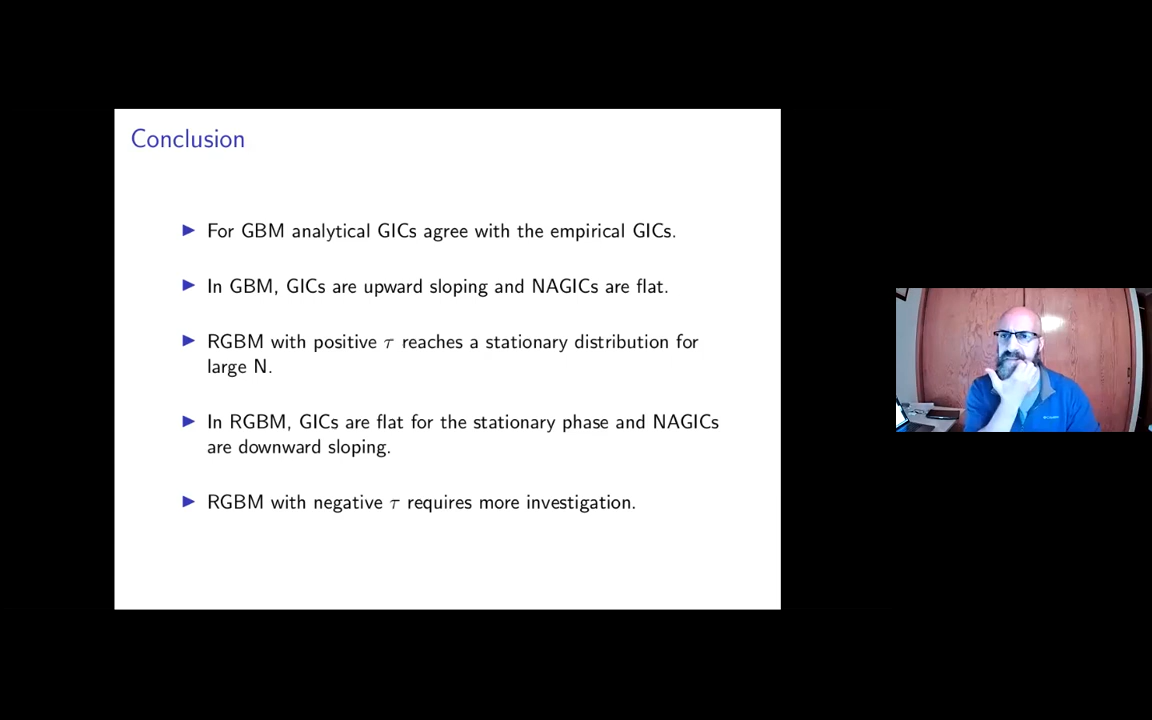 Conclusion
For GBM analytical GICs agree with the empirical GICs.
In GBM, GICs are upward sloping and NAGICs are flat.
RGBM with positive τ reaches a stationary distribution for
large N.
In RGBM, GICs are flat for the stationary phase and NAGICs
are downward sloping.
RGBM with negative τ requires more investigation.